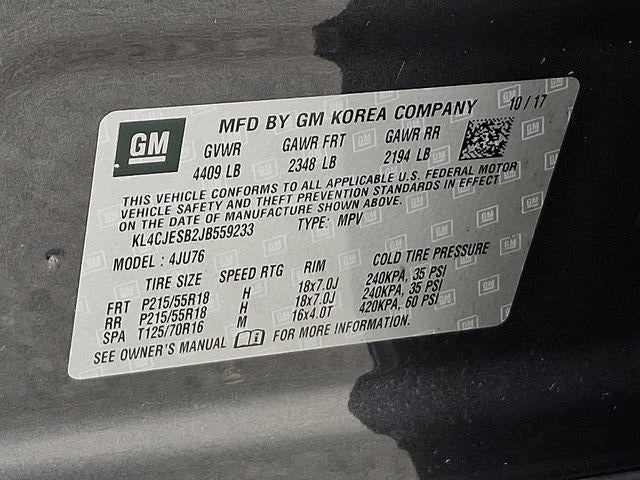 GM MFD BY GM KOREA COMPANY 10 / 17
GVWR GAWR FRT GAWR RR
4409 LB 2348 LB 2194 LB
THIS VEHICLE CONFORMS TO ALL APPLICABLE U.S. FEDERAL MOTOR
VEHICLE SAFETY AND THEFT PREVENTION STANDARDS IN EFFECT
ON THE DATE OF MANUFACTURE SHOWN ABOVE.
KL4CJESB2JB559233 TYPE: MPV
MODEL : 4JU76
TIRE SIZE SPEED RTG RIM COLD TIRE PRESSURE
FRT P215/55R18 H 18x7.0J 240KPA, 35 PSI
RR P215/55R18 H 18x7.0J 240KPA, 35 PSI
SPA T125/70R16 M 16x4.0T 420KPA, 60 PSI
SEE OWNER'S MANUAL FOR MORE INFORMATION.